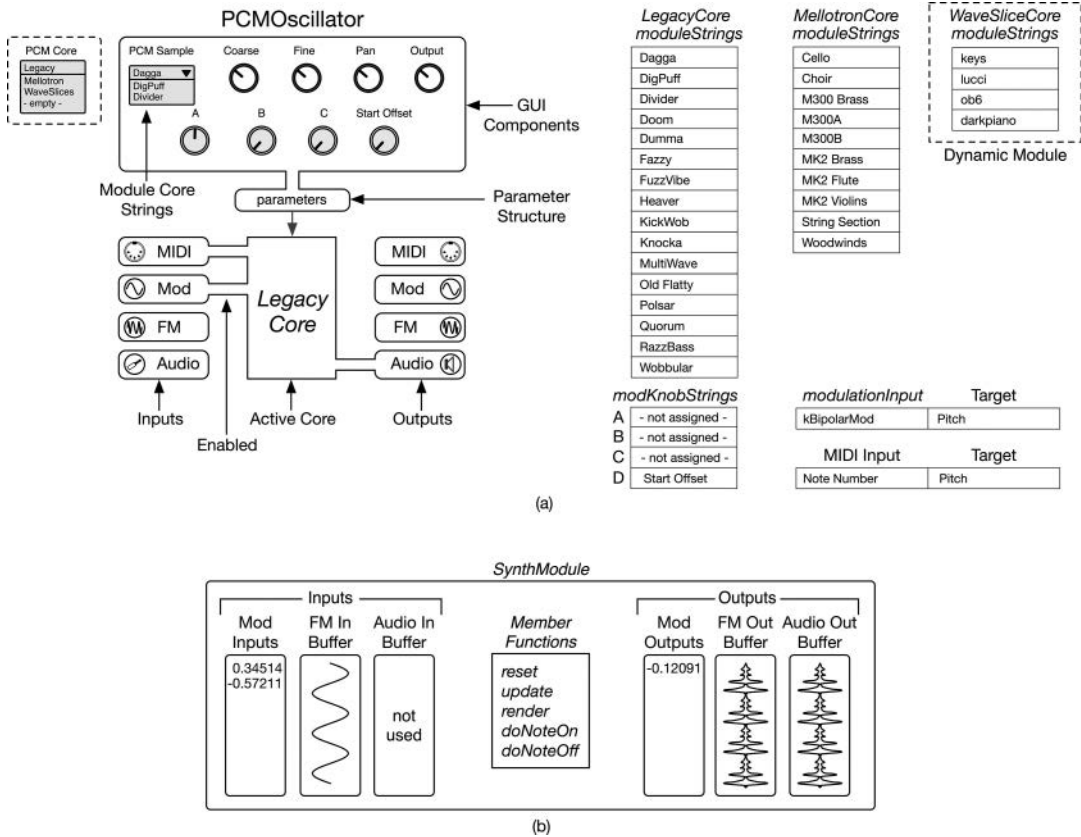 PCMOscillator
PCM Core
Legacy
Mellotron
WaveSlices
- empty -
PCM Sample
Dagga
DigPuff
Divider
Coarse
Fine
Pan
Output
A
B
C
Start Offset
GUI
Components
Module Core
Strings
parameters
Parameter
Structure
MIDI
Mod
FM
Audio
Legacy
Core
MIDI
Mod
FM
Audio
Inputs
Enabled
Active Core
Outputs
LegacyCore
moduleStrings
Dagga
DigPuff
Divider
Doom
Dumma
Fazzy
FuzzVibe
Heaver
KickWob
Knocka
MultiWave
Old Flatty
Polsar
Quorum
RazzBass
Wobbular
MellotronCore
moduleStrings
Cello
Choir
M300 Brass
M300A
M300B
MK2 Brass
MK2 Flute
MK2 Violins
String Section
Woodwinds
WaveSliceCore
moduleStrings
keys
lucci
ob6
darkpiano
Dynamic Module
modKnobStrings
A - not assigned -
B - not assigned -
C - not assigned -
D Start Offset
modulationInput Target
kBipolarMod Pitch
MIDI Input Target
Note Number Pitch
(a)
SynthModule
Inputs
Mod
Inputs
0.34514
-0.57211
FM In
Buffer
Audio In
Buffer
not
used
Member
Functions
reset
update
render
doNoteOn
doNoteOff
Outputs
Mod
Outputs
-0.12091
FM Out
Buffer
Audio Out
Buffer
(b)